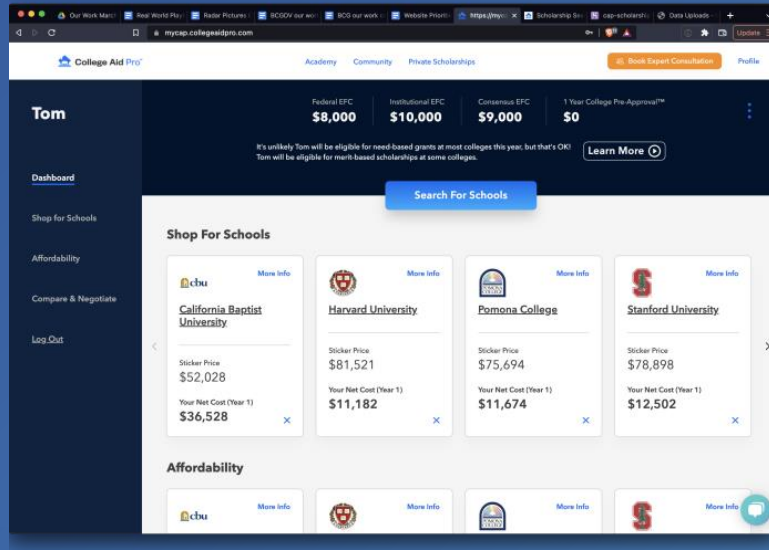 Our Work March
Real World Play
Radar Pictures
BCGDV our wor
BCG our work
Website Prioriti
https://myca
Scholarship Sea
cap-scholarshi
Data Uploads
mycap.collegeaidpro.com
Update
College Aid Pro
Academy Community Private Scholarships
Book Expert Consultation
Profile
Tom
Federal EFC
$8,000
Institutional EFC
$10,000
Consensus EFC
$9,000
1 Year College Pre-Approval™
$0
It's unlikely Tom will be eligible for need-based grants at most colleges this year, but that's OK!
Tom will be eligible for merit-based scholarships at some colleges.
Learn More
Dashboard
Shop for Schools
Affordability
Compare & Negotiate
Log Out
Search For Schools
Shop For Schools
cbu
More Info
California Baptist
University
Sticker Price
$52,028
Your Net Cost (Year 1)
$36,528
More Info
Harvard University
Sticker Price
$81,521
Your Net Cost (Year 1)
$11,182
More Info
Pomona College
Sticker Price
$75,694
Your Net Cost (Year 1)
$11,674
More Info
Stanford University
Sticker Price
$78,898
Your Net Cost (Year 1)
$12,502
Affordability
cbu
More Info
More Info
More Info
More Info